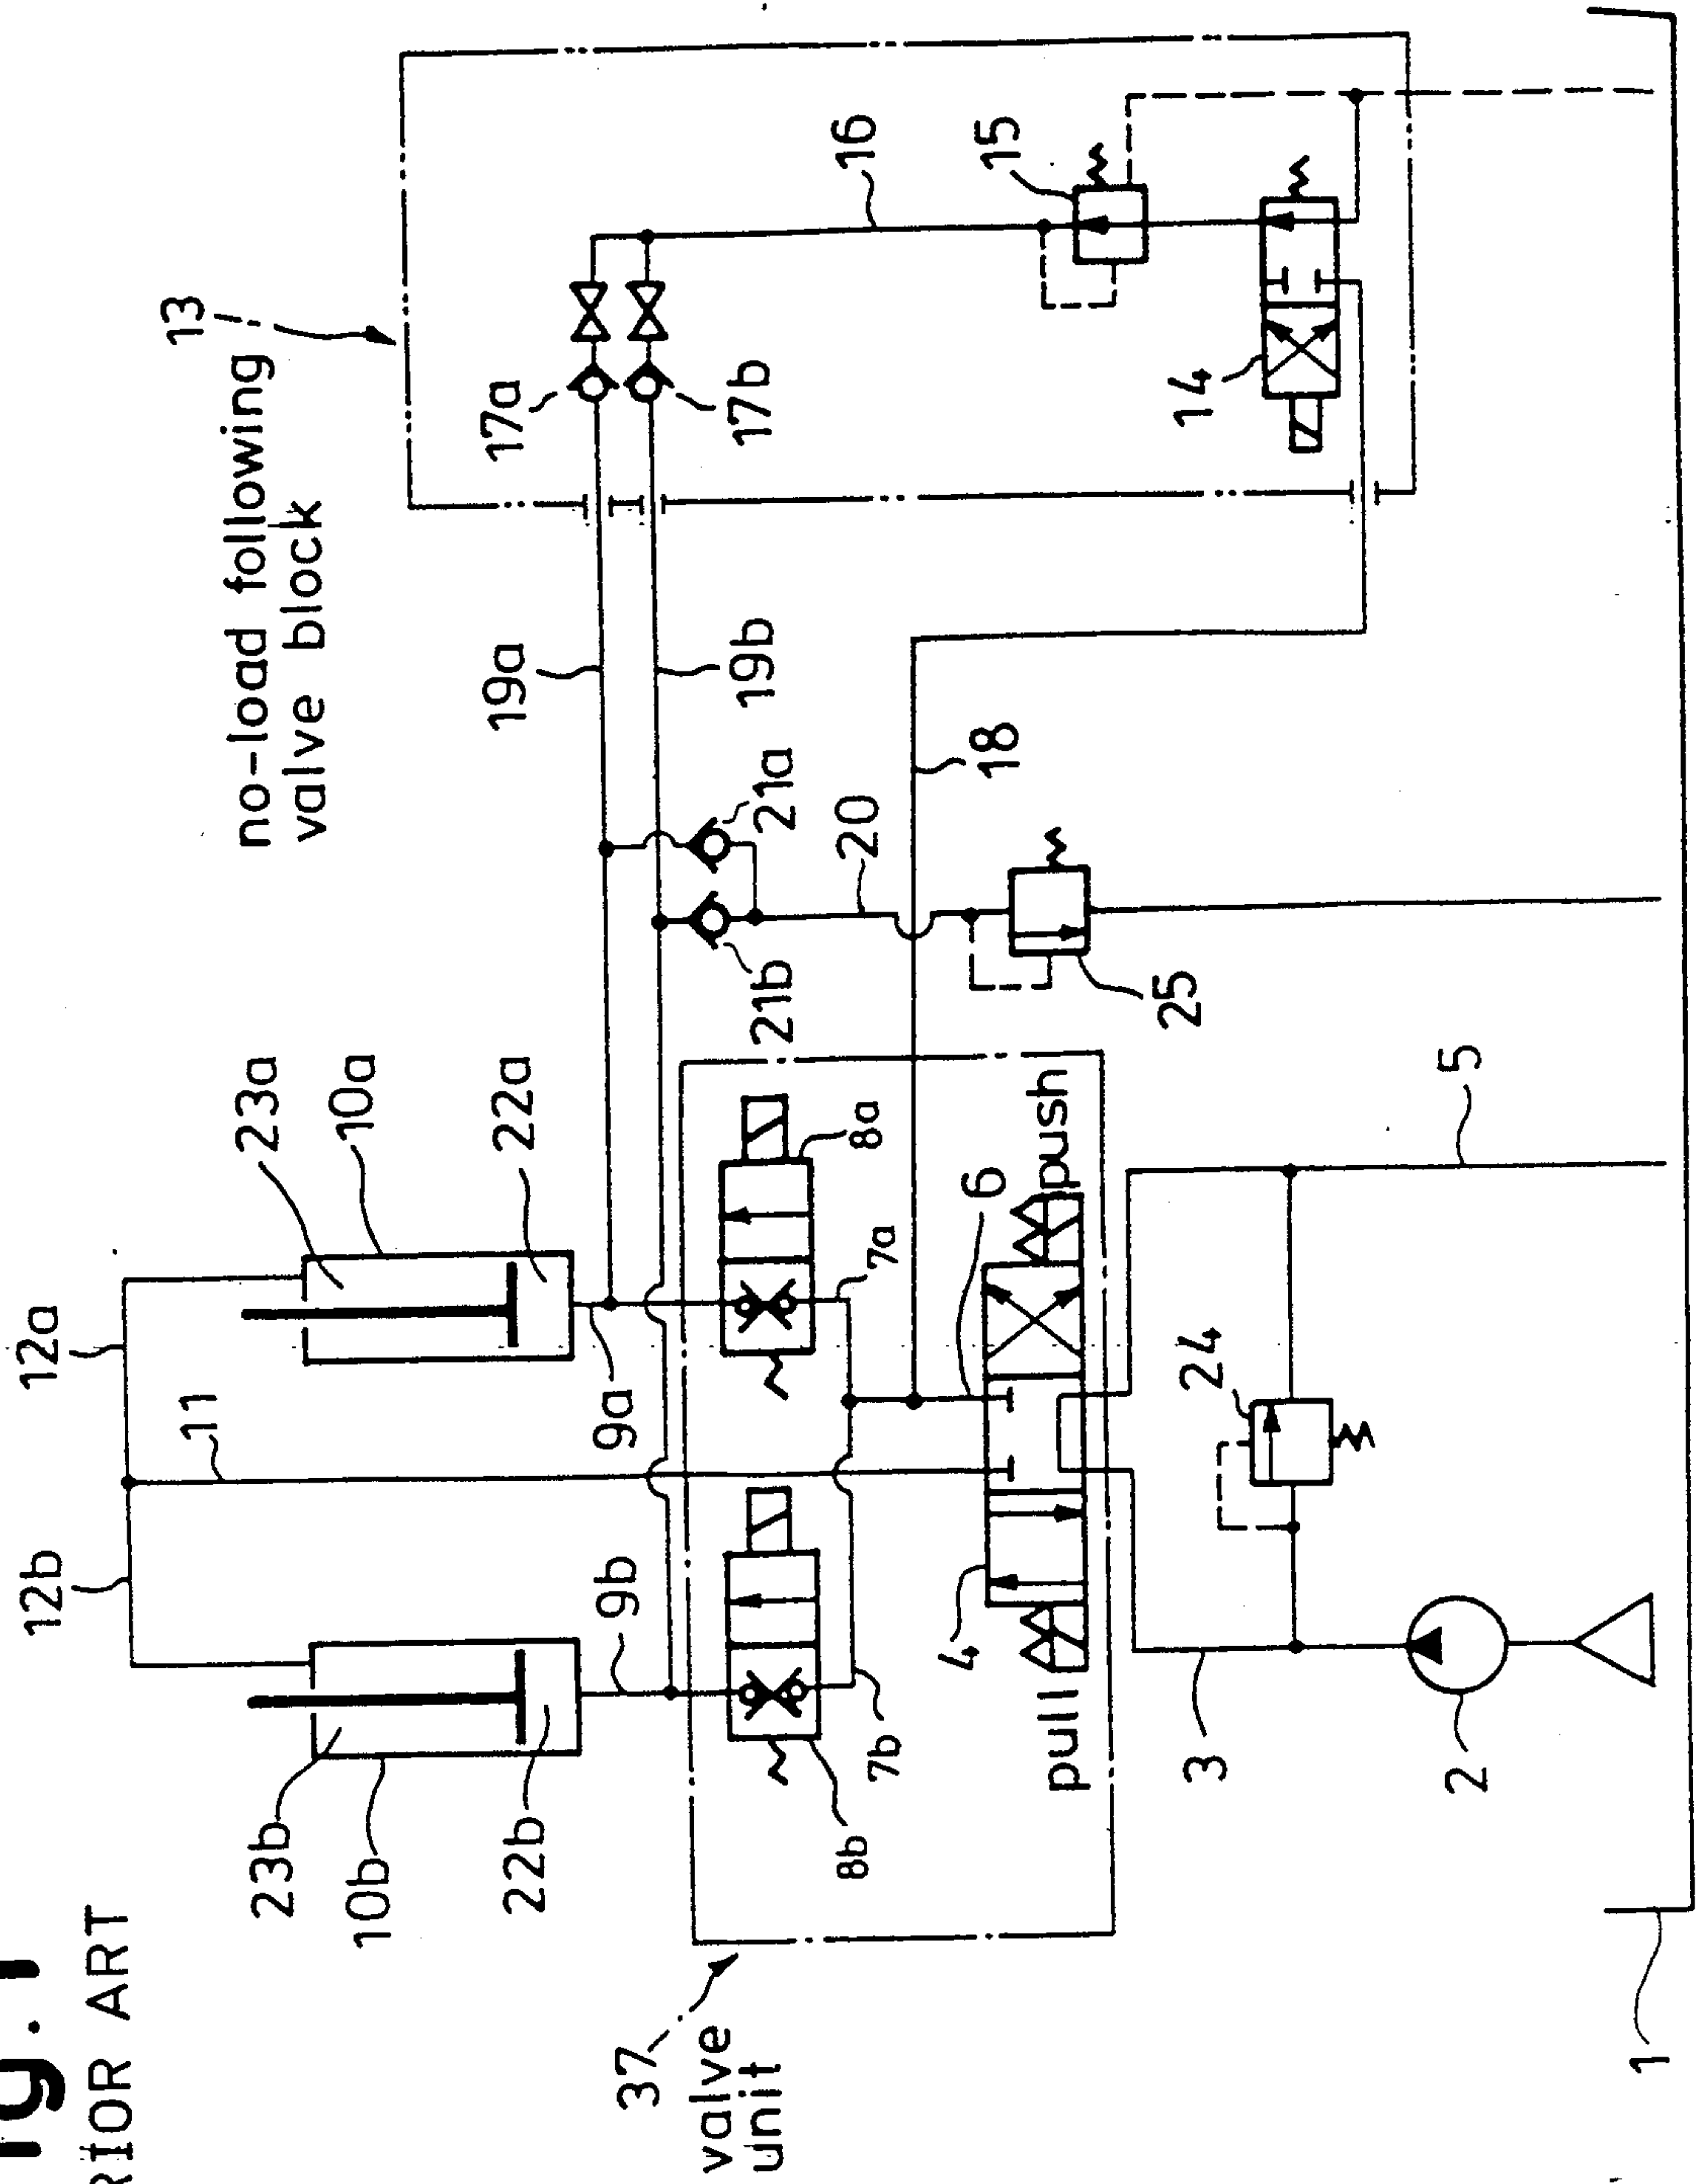 PRIOR ART
12b
12a
11
23b
10b
22b
23a
10a
22a
13
no-load following
valve block
9b
9a
19a
19b
17a
17b
16
15
14
21b
21a
20
18
25
37
valve
unit
8b
7b
8a
7a
6
4
pull
push
3
24
5
2
1